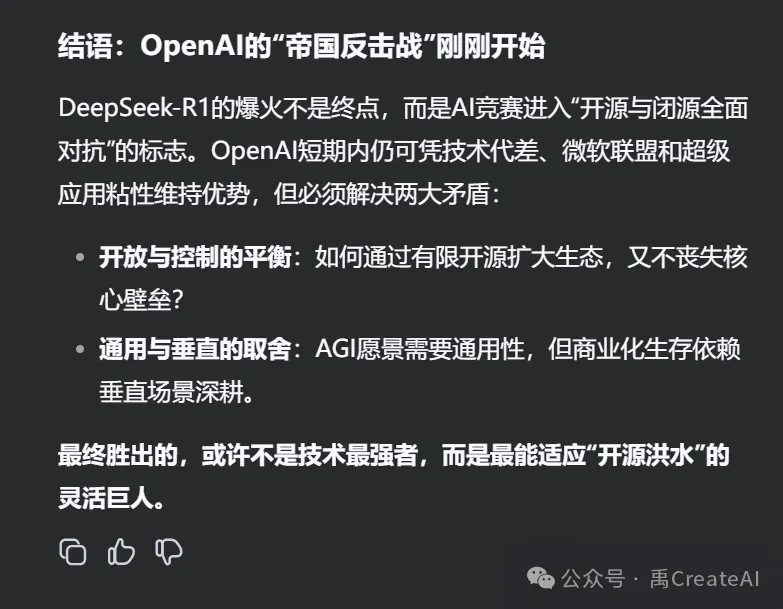 结语：OpenAI的“帝国反击战”刚刚开始
DeepSeek-R1的爆火不是终点，而是AI竞赛进入“开源与闭源全面
对抗”的标志。OpenAI短期内仍可凭技术代差、微软联盟和超级
应用粘性维持优势，但必须解决两大矛盾：
• 开放与控制的平衡：如何通过有限开源扩大生态，又不丧失核
心壁垒？
• 通用与垂直的取舍：AGI愿景需要通用性，但商业化生存依赖
垂直场景深耕。
最终胜出的，或许不是技术最强者，而是最能适应“开源洪水”的
灵活巨人。
公众号 · 禹CreateAI